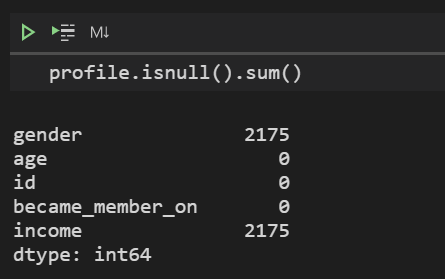 M↓
profile.isnull().sum()
gender 2175
age 0
id 0
became_member_on 0
income 2175
dtype: int64